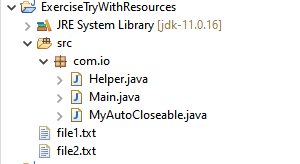 ExerciseTryWithResources
JRE System Library [jdk-11.0.16]
src
com.io
Helper.java
Main.java
MyAutoCloseable.java
file1.txt
file2.txt